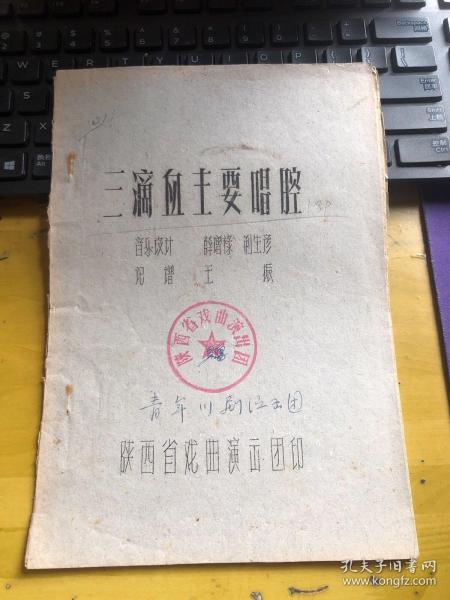 三滴血主要唱腔
音乐设计 薛增禄 荆生彦
记谱 王振
陕西省戏曲演出团
青年川剧演出团
陕西省戏曲演出团印
孔夫子旧书网
www.kongfz.com